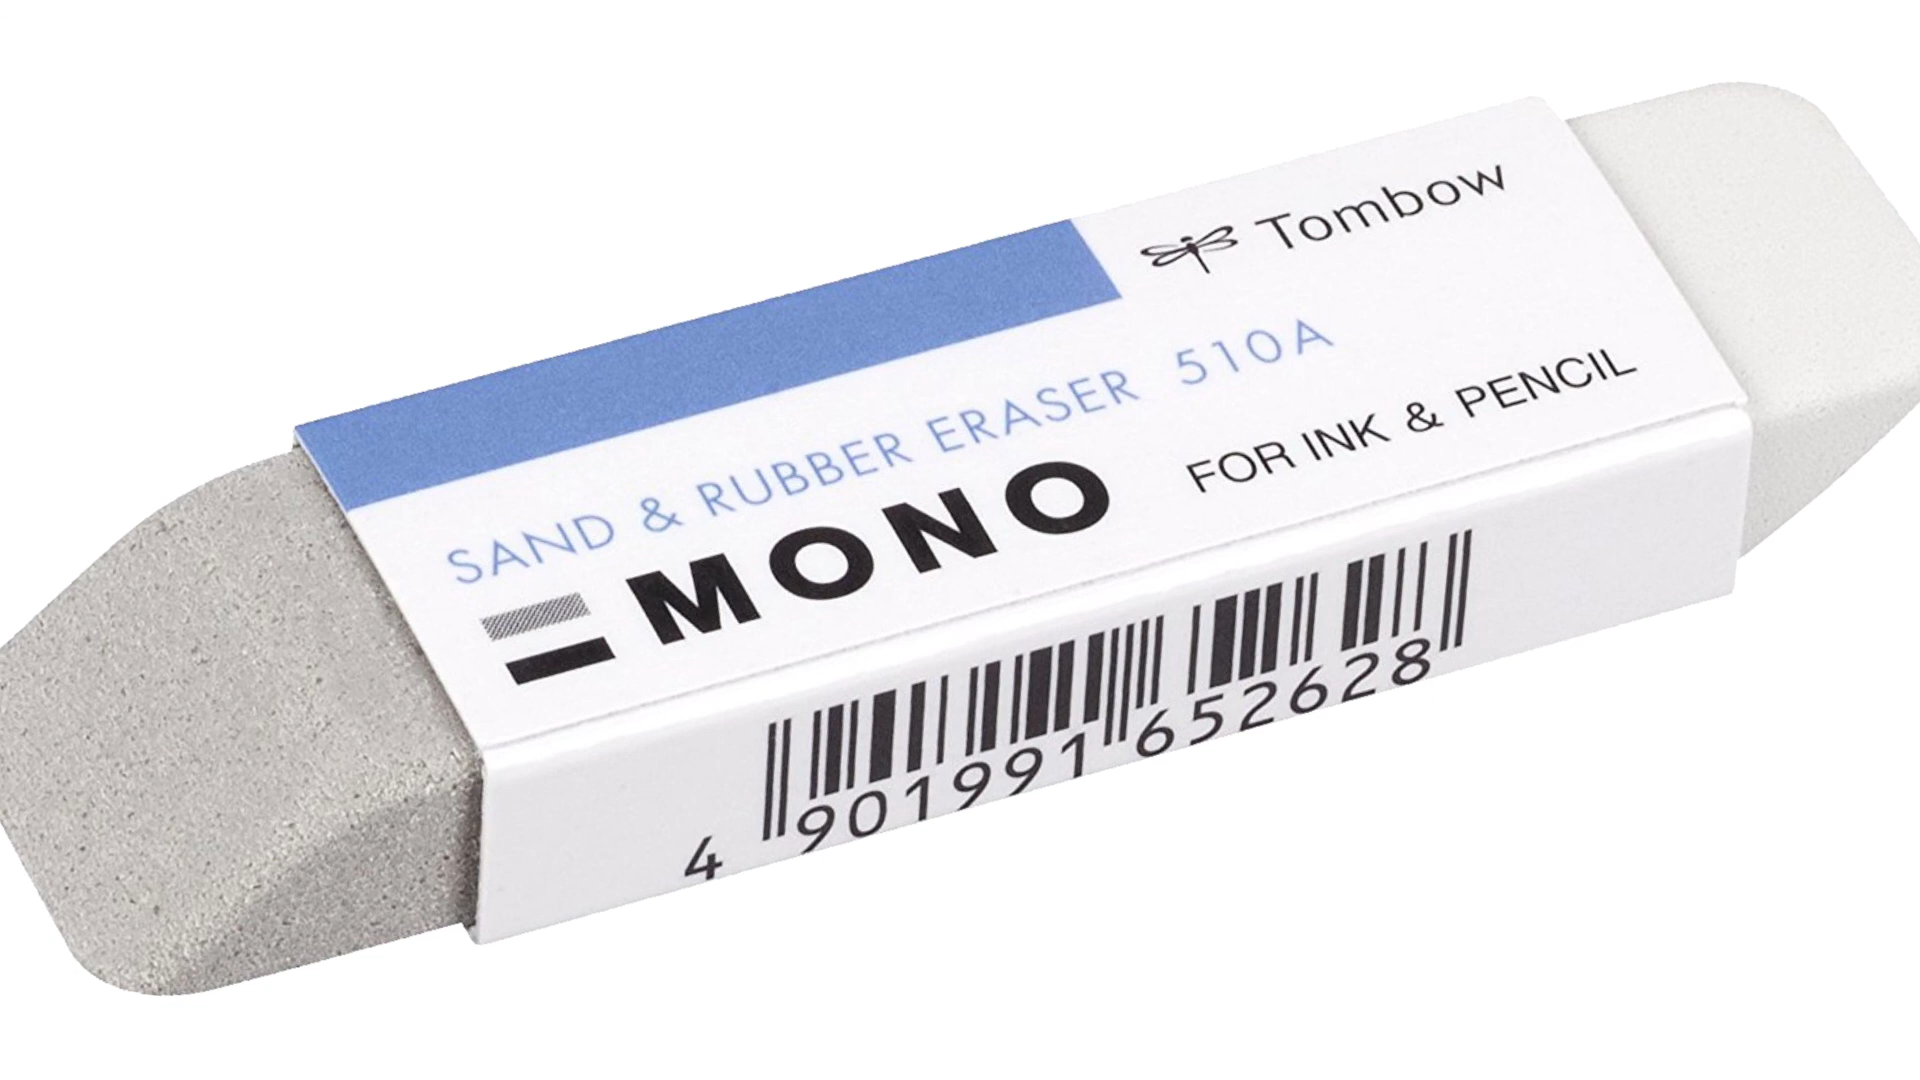 Tombow
SAND & RUBBER ERASER 510A
MONO FOR INK & PENCIL
4 901991 652628